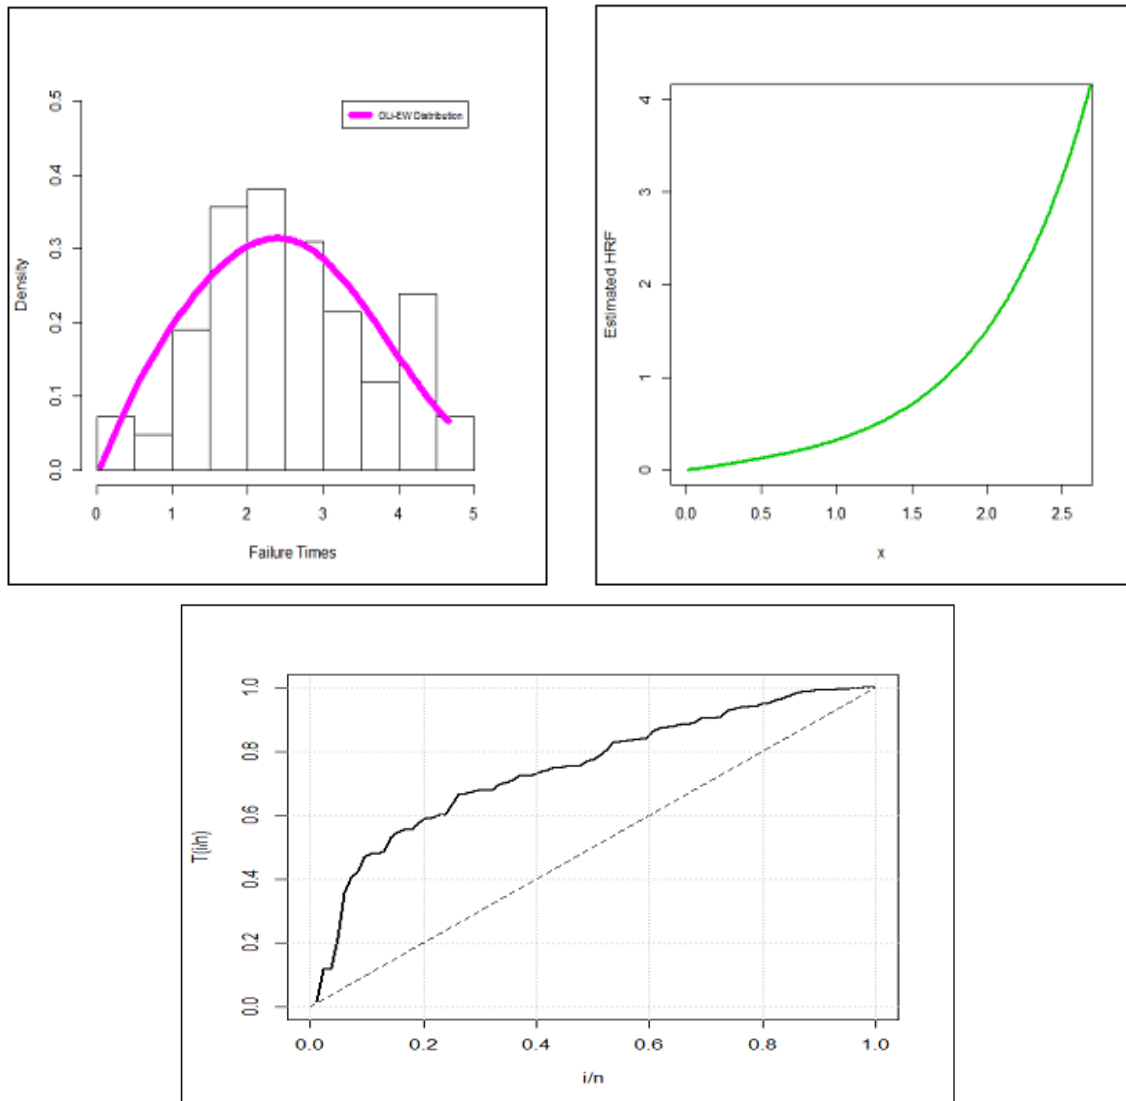 OLi-EW Distribution
Density
0.0 0.1 0.2 0.3 0.4 0.5
0 1 2 3 4 5
Failure Times
Estimated HRF
0 1 2 3 4
0.0 0.5 1.0 1.5 2.0 2.5
x
T(i/n)
0.0 0.2 0.4 0.6 0.8 1.0
0.0 0.2 0.4 0.6 0.8 1.0
i/n